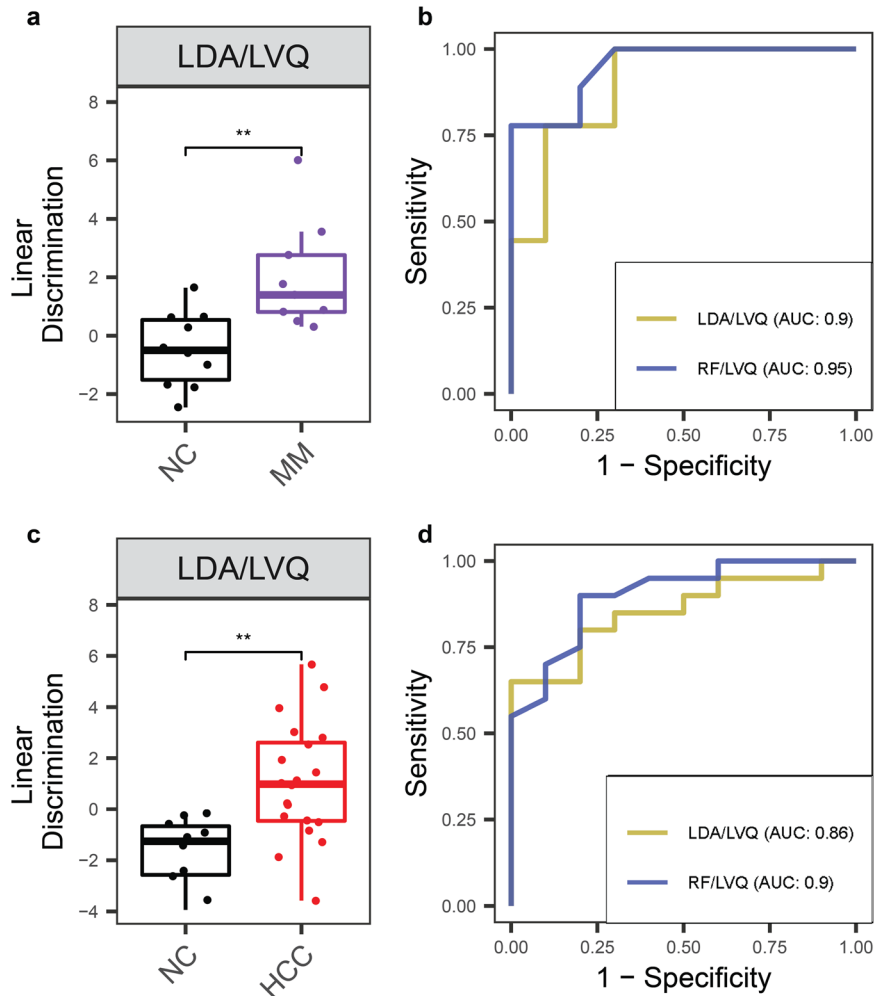 a
LDA/LVQ
8
6
4
2
0
−2
**
Linear
Discrimination
NC
MM
b
1.00
0.75
0.50
0.25
0.00
Sensitivity
LDA/LVQ (AUC: 0.9)
RF/LVQ (AUC: 0.95)
0.00 0.25 0.50 0.75 1.00
1 − Specificity
c
LDA/LVQ
8
6
4
2
0
−2
−4
**
Linear
Discrimination
NC
HCC
d
1.00
0.75
0.50
0.25
0.00
Sensitivity
LDA/LVQ (AUC: 0.86)
RF/LVQ (AUC: 0.9)
0.00 0.25 0.50 0.75 1.00
1 − Specificity